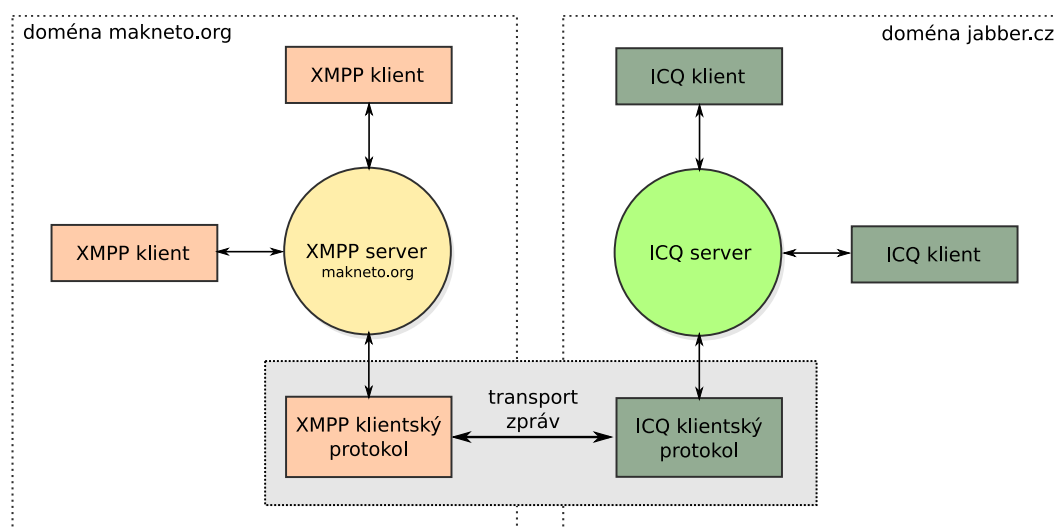 doména makneto.org
doména jabber.cz
XMPP klient
ICQ klient
XMPP klient
XMPP server
makneto.org
ICQ server
ICQ klient
transport
zpráv
XMPP klientský
protokol
ICQ klientský
protokol